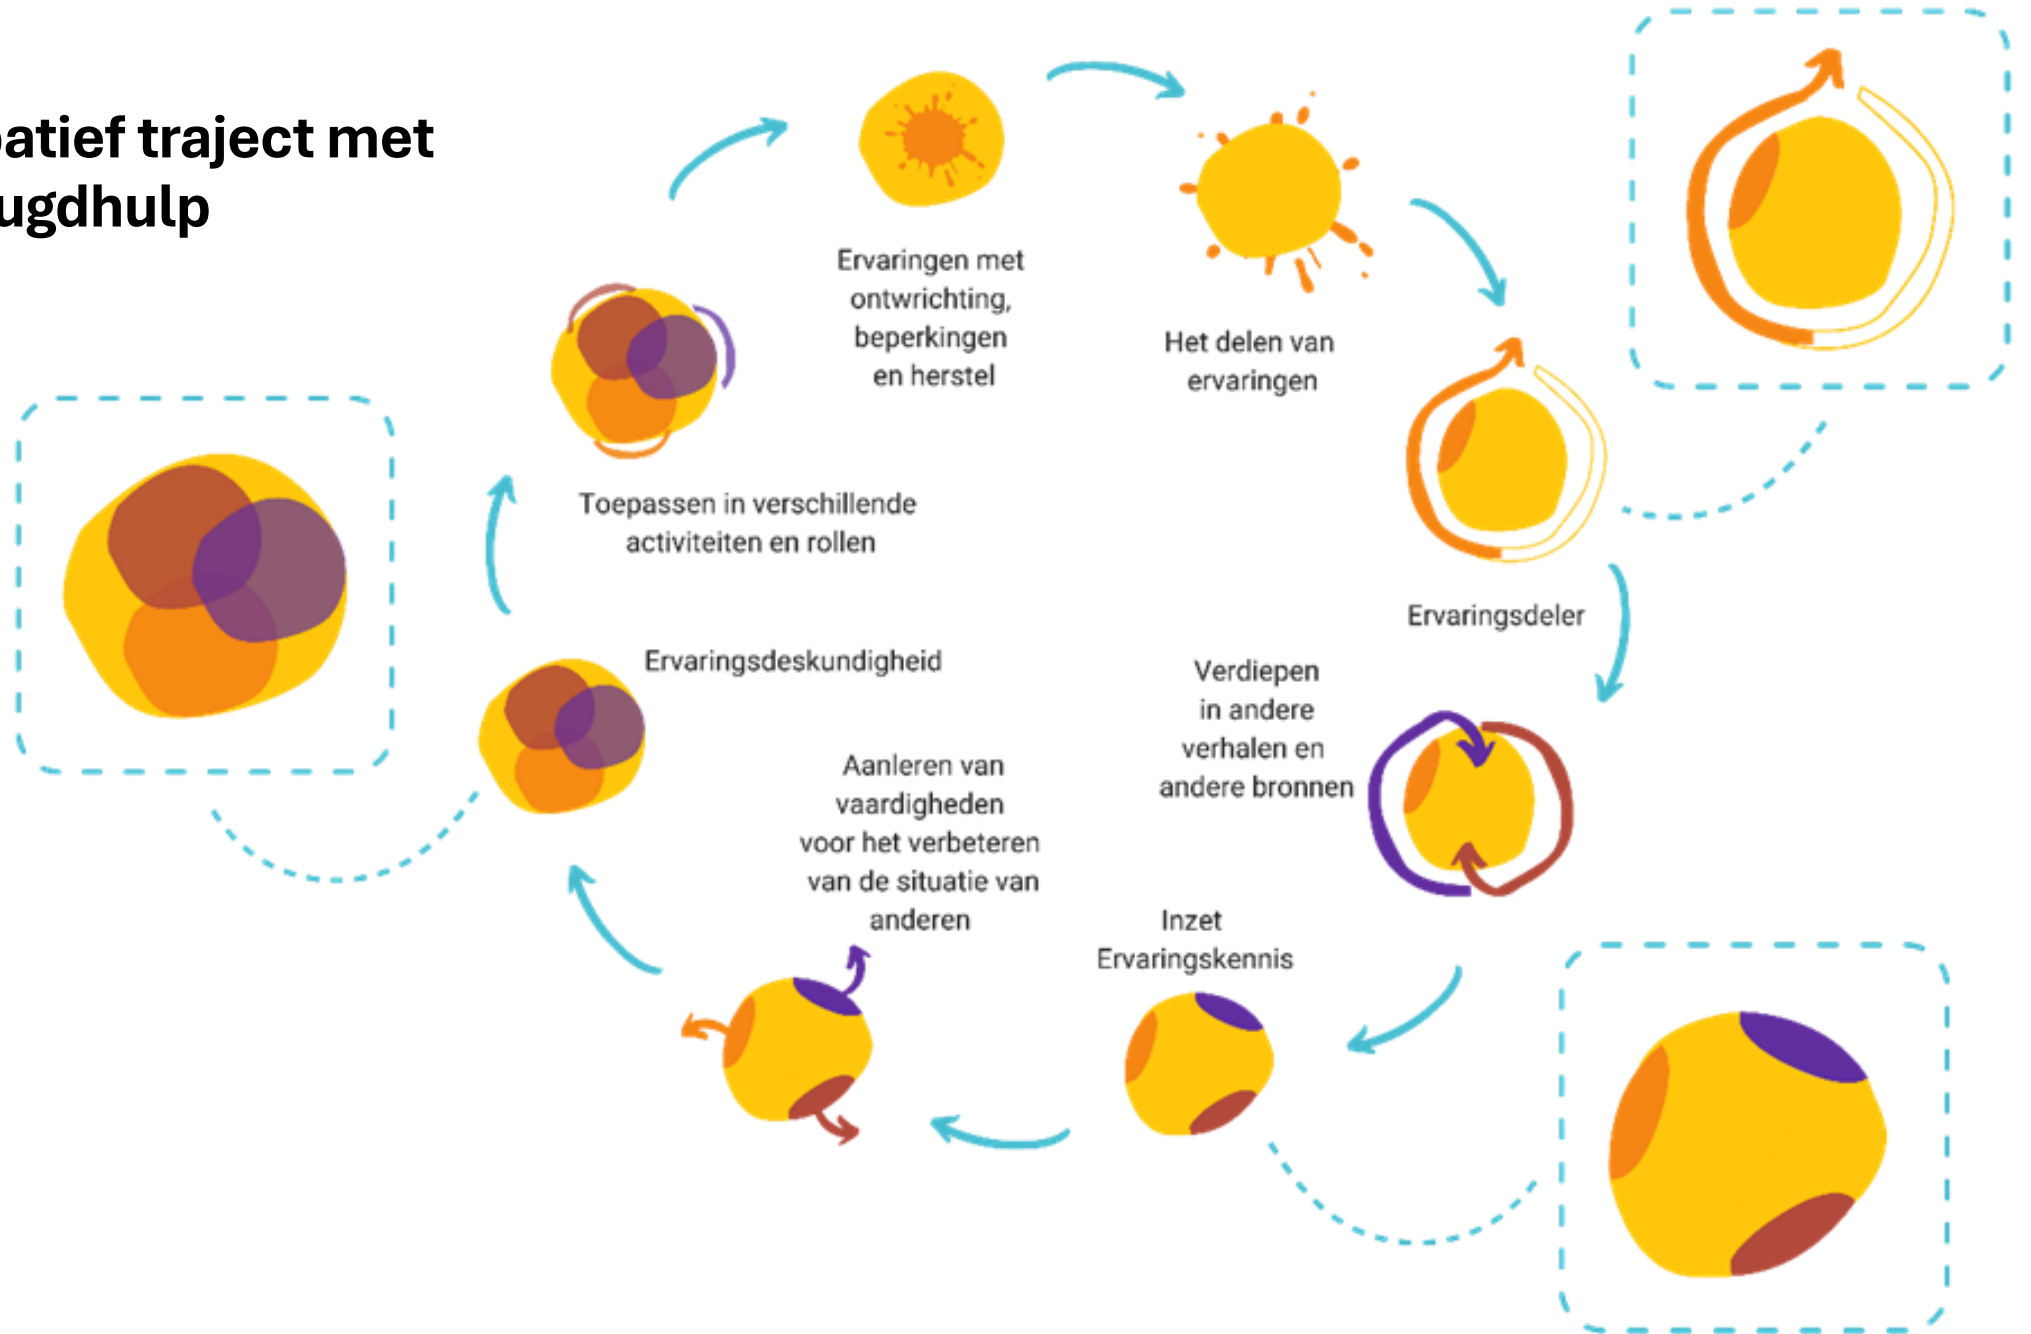 atief traject met
ugdhulp
Ervaringen met
ontwrichting,
beperkingen
en herstel
Het delen van
ervaringen
Ervaringsdeler
Verdiepen
in andere
verhalen en
andere bronnen
Inzet
Ervaringskennis
Aanleren van
vaardigheden
voor het verbeteren
van de situatie van
anderen
Ervaringsdeskundigheid
Toepassen in verschillende
activiteiten en rollen